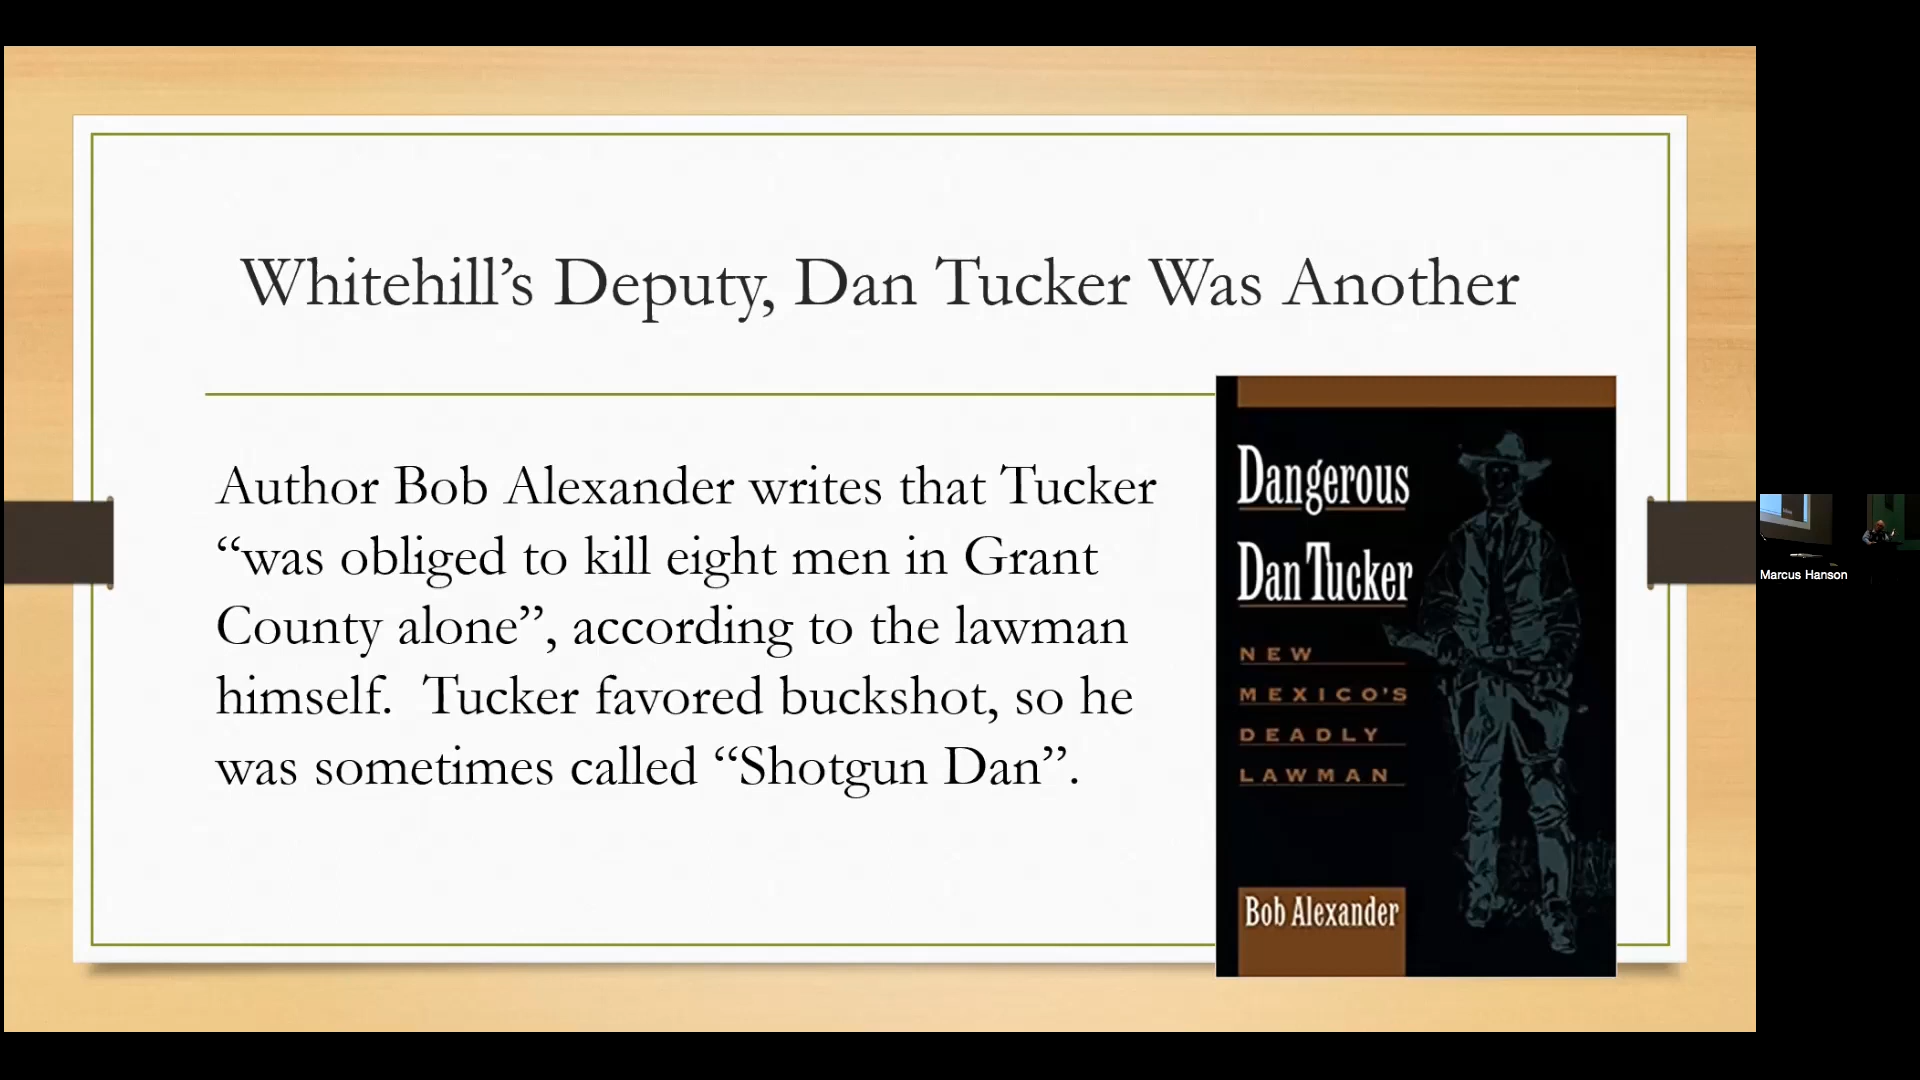 Whitehill’s Deputy, Dan Tucker Was Another
Author Bob Alexander writes that Tucker
“was obliged to kill eight men in Grant
County alone”, according to the lawman
himself.  Tucker favored buckshot, so he
was sometimes called “Shotgun Dan”.
Dangerous
Dan Tucker
NEW
MEXICO'S
DEADLY
LAWMAN
Bob Alexander
Marcus Hanson